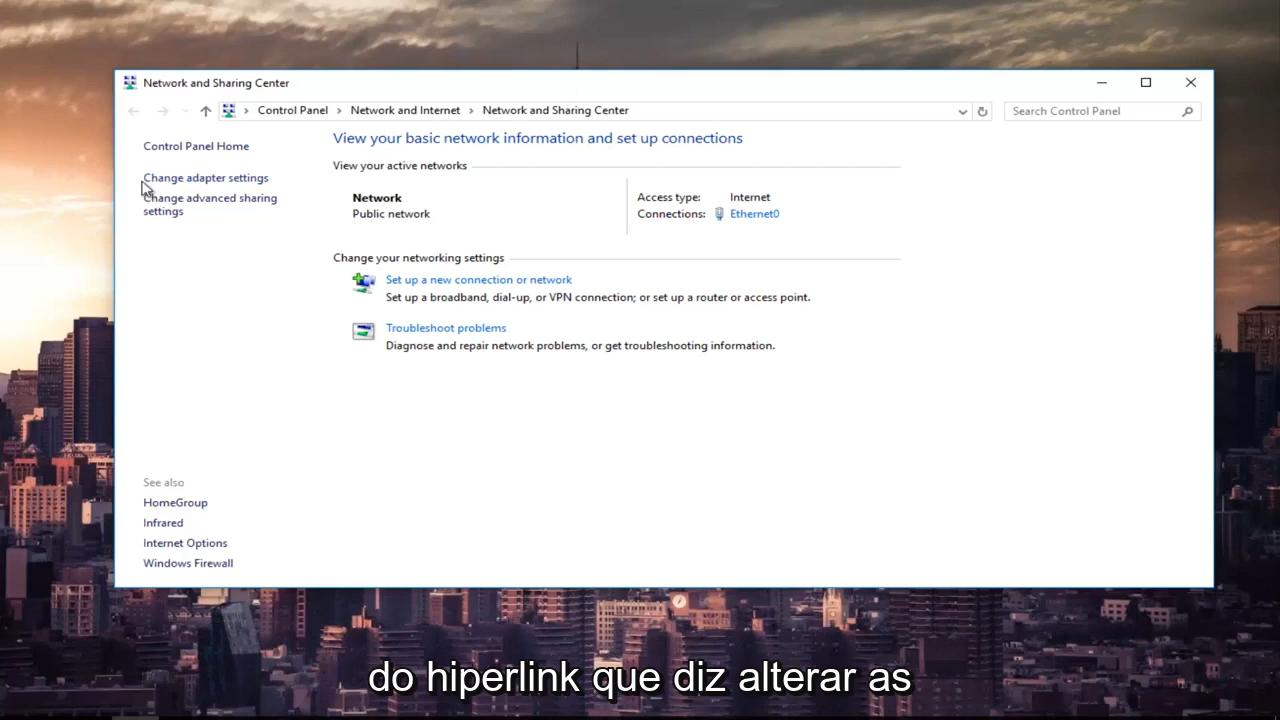 Network and Sharing Center
Control Panel > Network and Internet > Network and Sharing Center
Search Control Panel
Control Panel Home
Change adapter settings
Change advanced sharing
settings
View your basic network information and set up connections
View your active networks
Network
Public network
Access type: Internet
Connections: Ethernet0
Change your networking settings
Set up a new connection or network
Set up a broadband, dial-up, or VPN connection; or set up a router or access point.
Troubleshoot problems
Diagnose and repair network problems, or get troubleshooting information.
See also
HomeGroup
Infrared
Internet Options
Windows Firewall
do hiperlink que diz alterar as